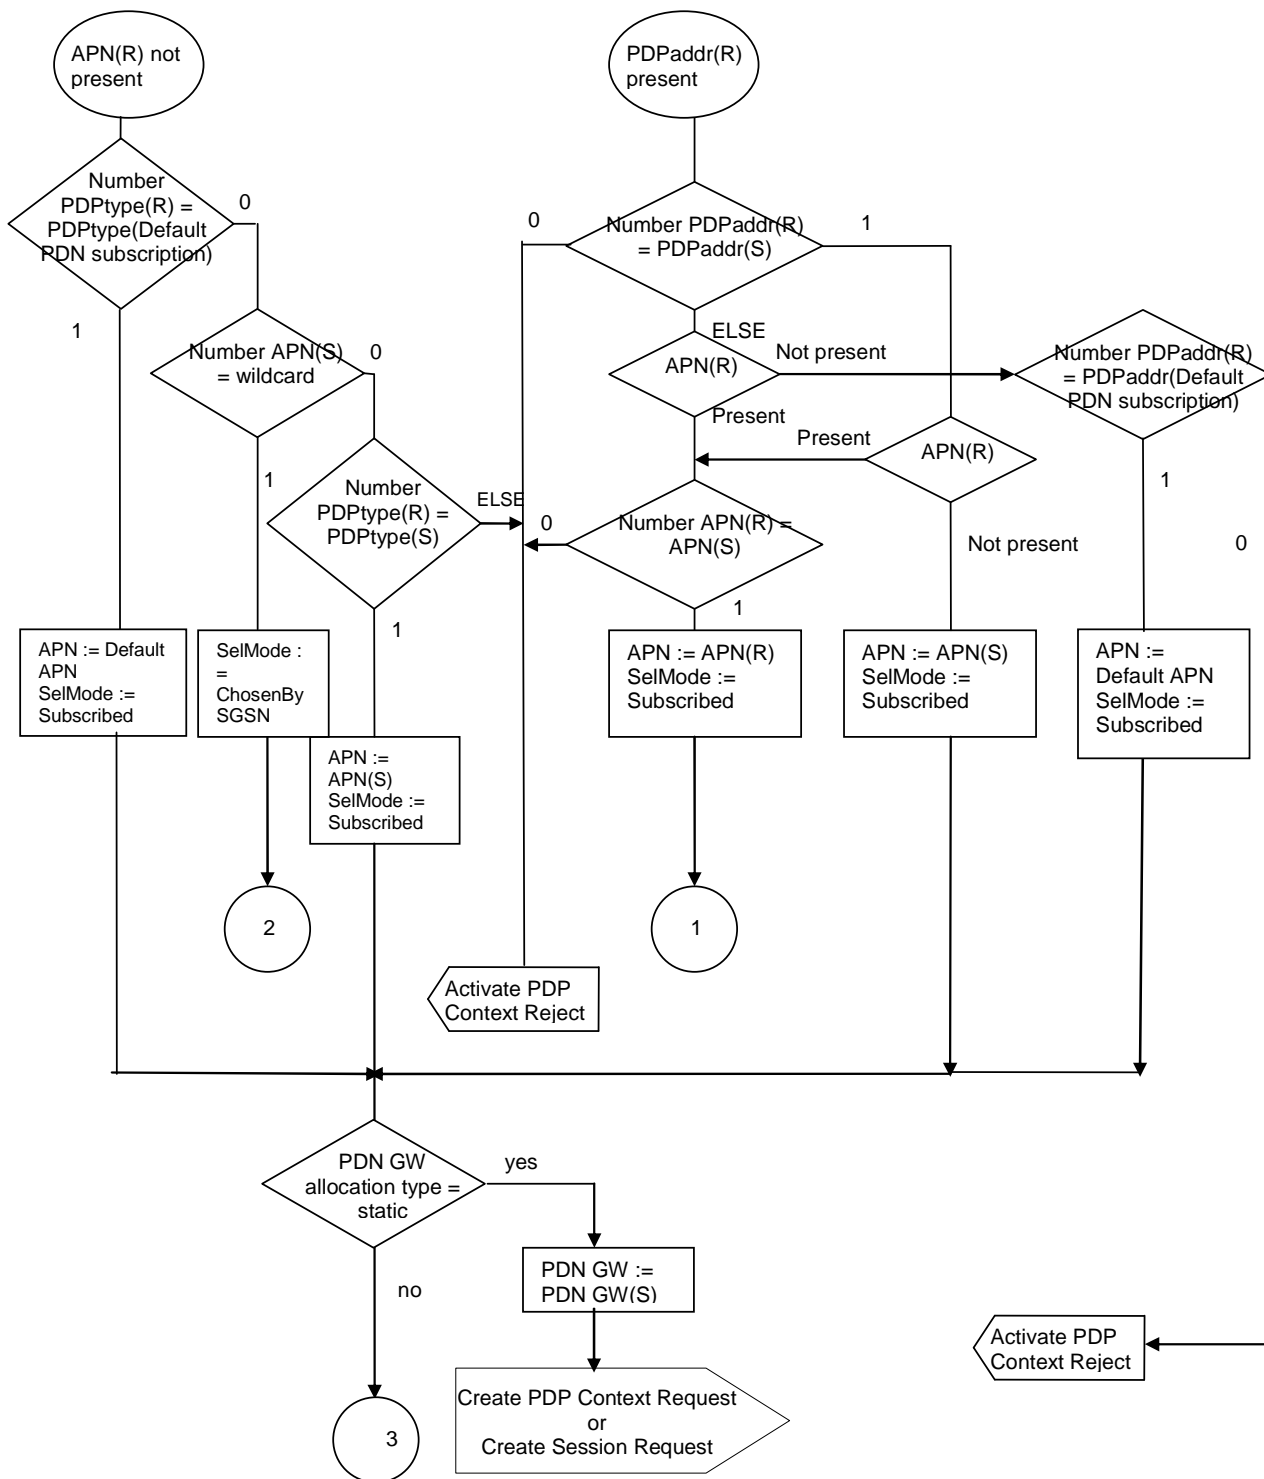 APN(R) not
present
PDPaddr(R)
present
Number
PDPtype(R) =
PDPtype(Default
PDN subscription)
0
1
Number PDPaddr(R)
= PDPaddr(S)
0
1
ELSE
Number APN(S)
= wildcard
0
1
APN(R)
Not present
Present
Number PDPaddr(R)
= PDPaddr(Default
PDN subscription)
1
0
Present
APN(R)
Not present
Number
PDPtype(R) =
PDPtype(S)
ELSE
1
0
Number APN(R) =
APN(S)
1
APN := Default
APN
SelMode :=
Subscribed
SelMode :
=
ChosenBy
SGSN
APN :=
APN(S)
SelMode :=
Subscribed
APN := APN(R)
SelMode :=
Subscribed
APN := APN(S)
SelMode :=
Subscribed
APN :=
Default APN
SelMode :=
Subscribed
2
1
Activate PDP
Context Reject
PDN GW
allocation type =
static
yes
no
PDN GW :=
PDN GW(S)
Activate PDP
Context Reject
3
Create PDP Context Request
or
Create Session Request